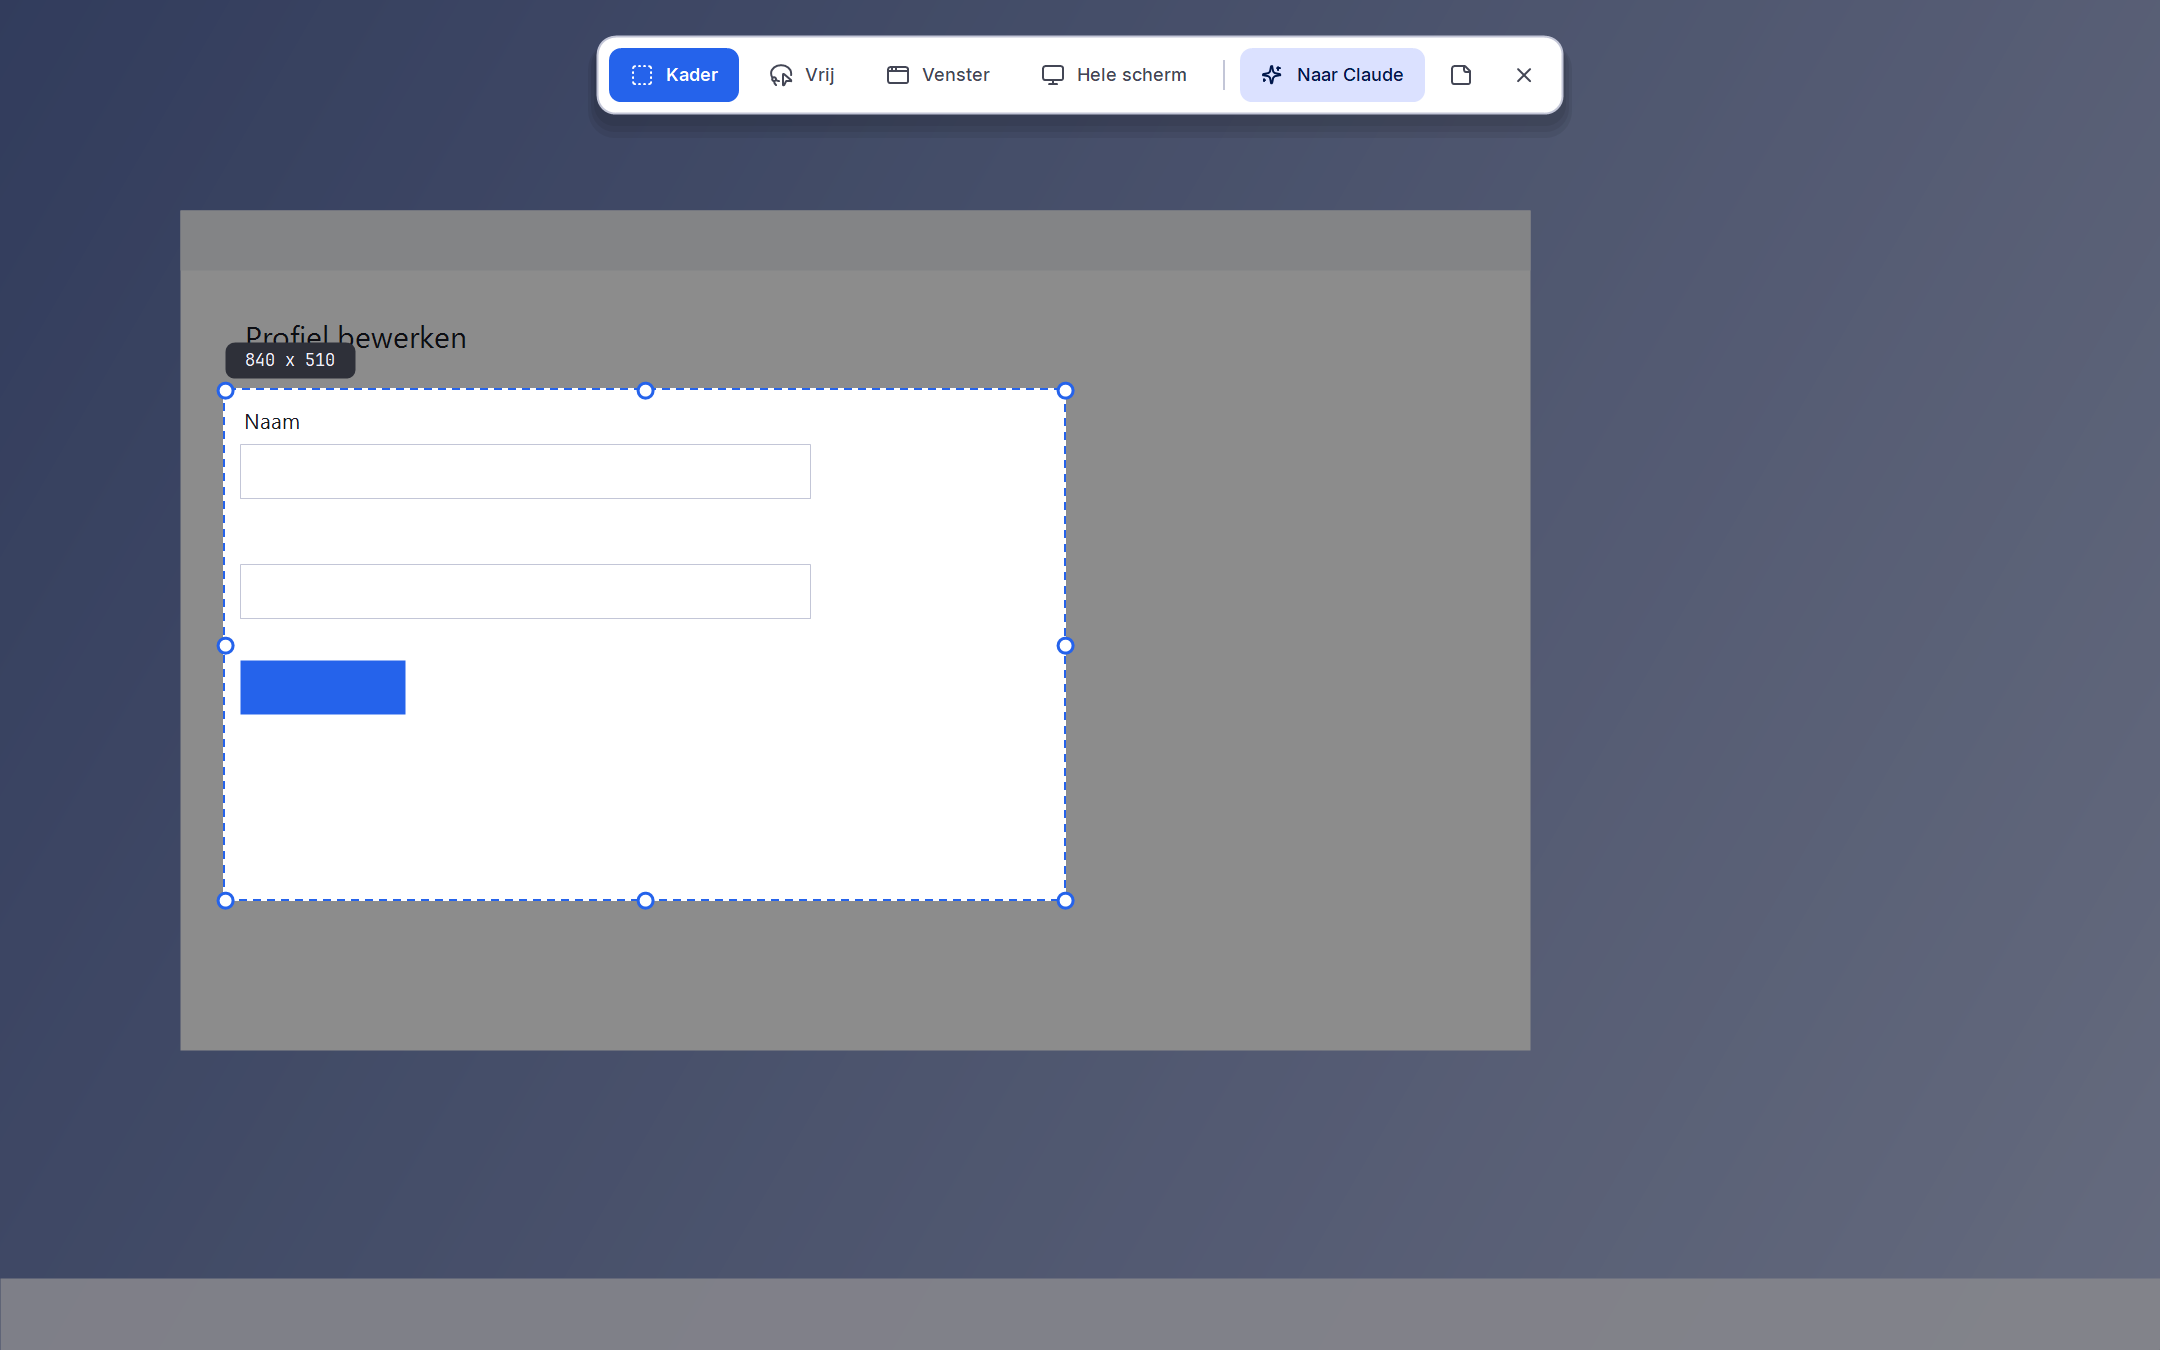 Kader Vrij Venster Hele scherm Naar Claude
Profiel bewerken
840 x 510
Naam